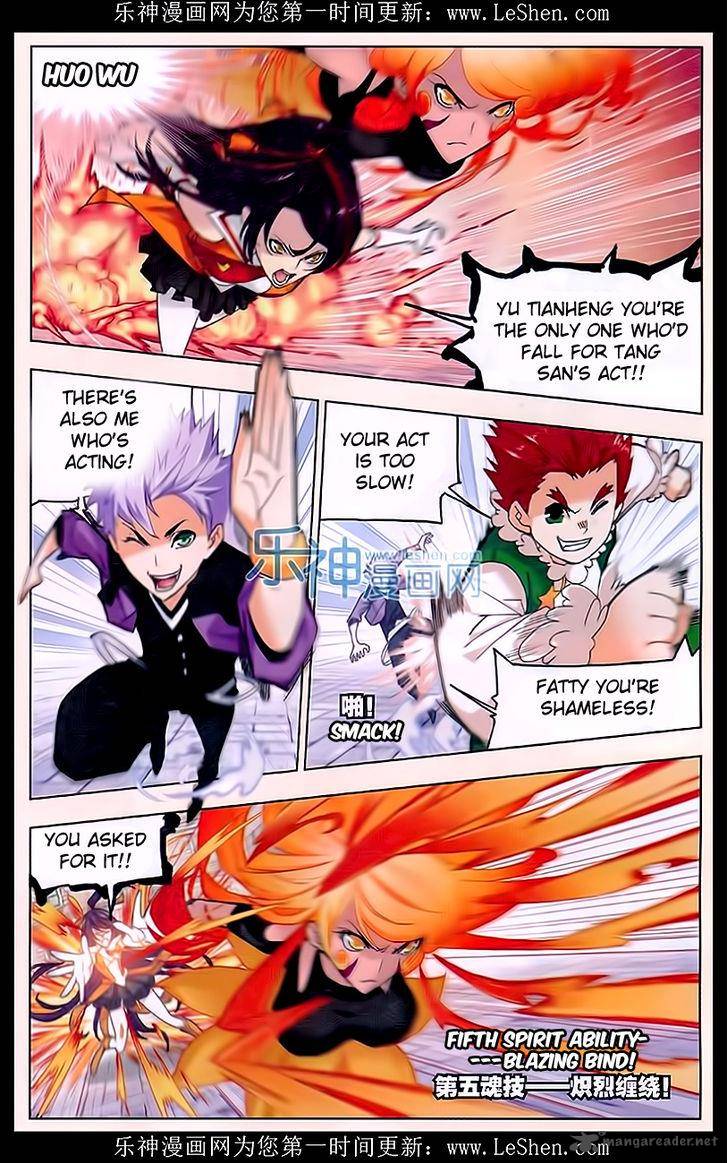 乐神漫画网为您第一时间更新：www.LeShen.com
HUO WU
YU TIANHENG YOU'RE
THE ONLY ONE WHO'D
FALL FOR TANG
SAN'S ACT!!
THERE'S
ALSO ME
WHO'S
ACTING!
YOUR ACT
IS TOO
SLOW!
乐神漫画网
www.leshen.com
FATTY YOU'RE
SHAMELESS!
啪！
SMACK!
YOU ASKED
FOR IT!!
FIFTH SPIRIT ABILITY-
---BLAZING BIND!
第五魂技——炽烈缠绕！
乐神漫画网为您第一时间更新：www.LeShen.com
mangareader.net